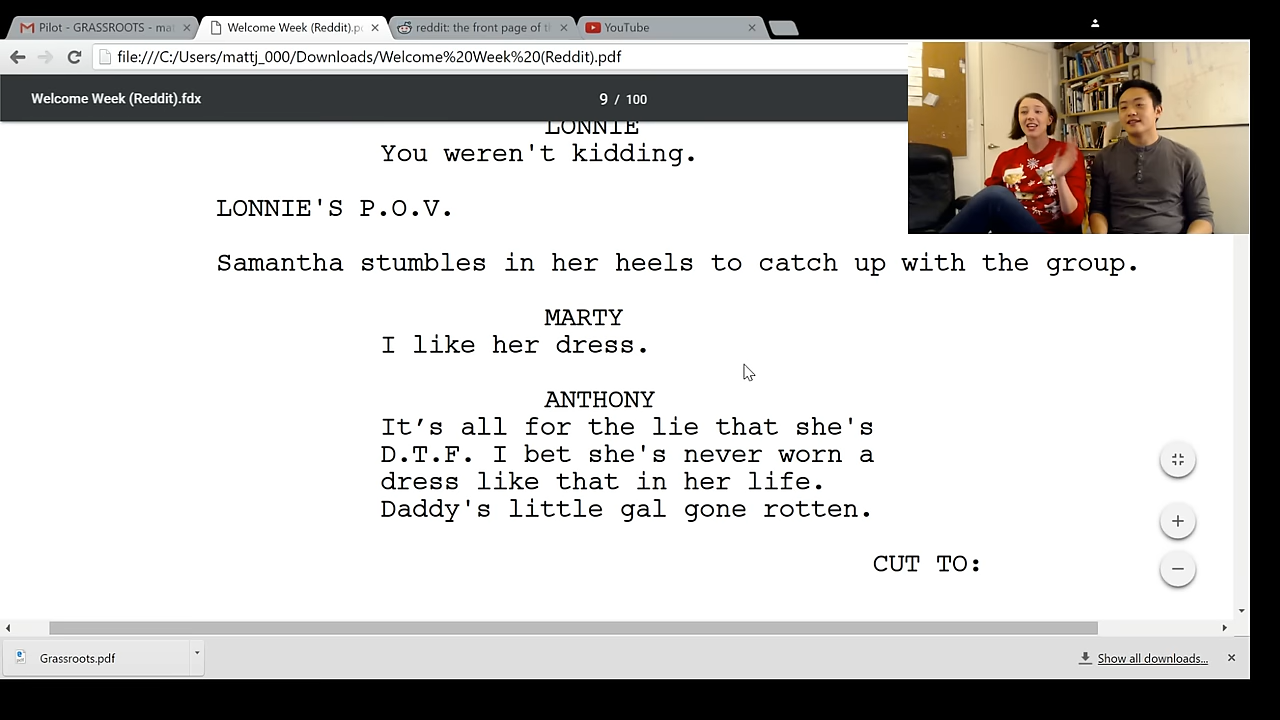 Pilot - GRASSROOTS - ma
Welcome Week (Reddit).p
reddit: the front page of t
YouTube
file:///C:/Users/mattj_000/Downloads/Welcome%20Week%20(Reddit).pdf
Welcome Week (Reddit).fdx
9 / 100
LONNIE
You weren't kidding.
LONNIE'S P.O.V.
Samantha stumbles in her heels to catch up with the group.
MARTY
I like her dress.
ANTHONY
It’s all for the lie that she's
D.T.F. I bet she's never worn a
dress like that in her life.
Daddy's little gal gone rotten.
CUT TO:
Grassroots.pdf
Show all downloads...